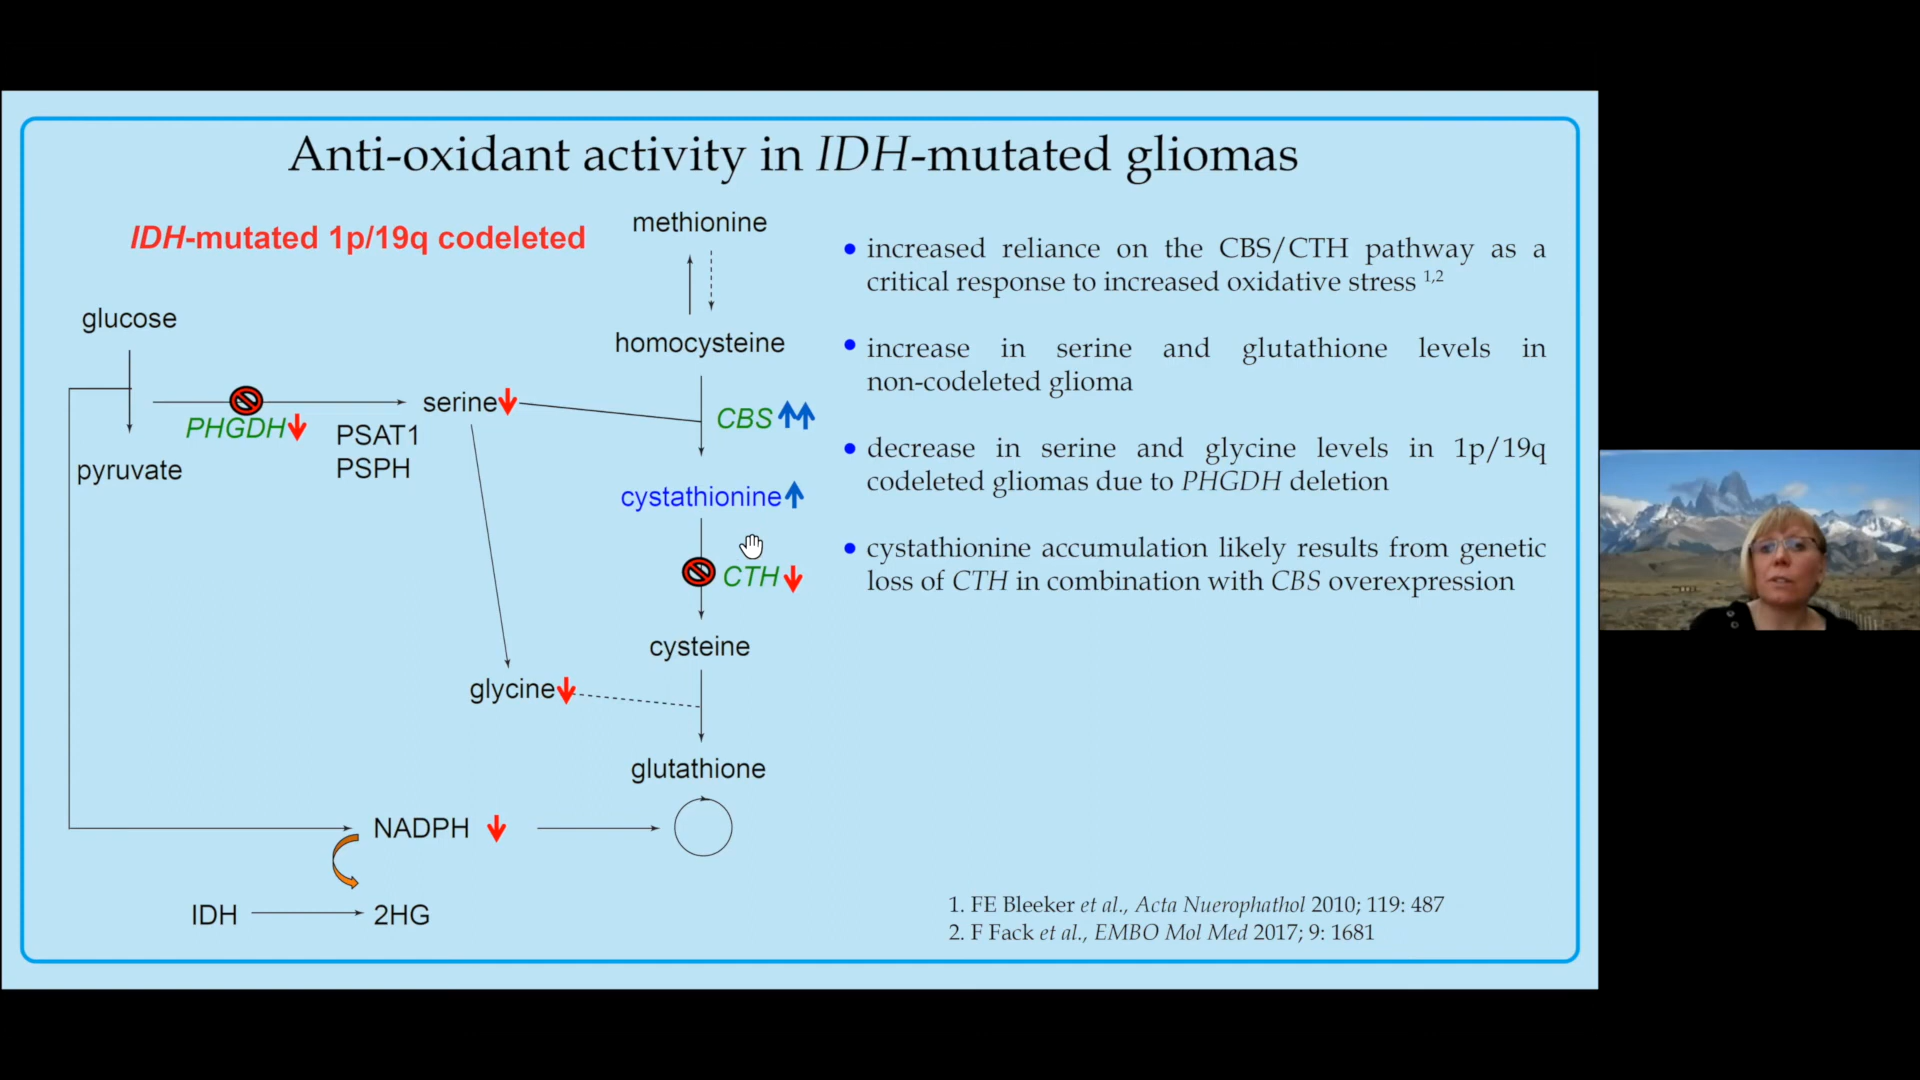 Anti-oxidant activity in IDH-mutated gliomas
IDH-mutated 1p/19q codeleted
methionine
glucose
homocysteine
serine
CBS
PHGDH
PSAT1
PSPH
pyruvate
cystathionine
CTH
cysteine
glycine
glutathione
NADPH
IDH
2HG
increased reliance on the CBS/CTH pathway as a
critical response to increased oxidative stress 1,2
increase in serine and glutathione levels in
non-codeleted glioma
decrease in serine and glycine levels in 1p/19q
codeleted gliomas due to PHGDH deletion
cystathionine accumulation likely results from genetic
loss of CTH in combination with CBS overexpression
1. FE Bleeker et al., Acta Nuerophathol 2010; 119: 487
2. F Fack et al., EMBO Mol Med 2017; 9: 1681